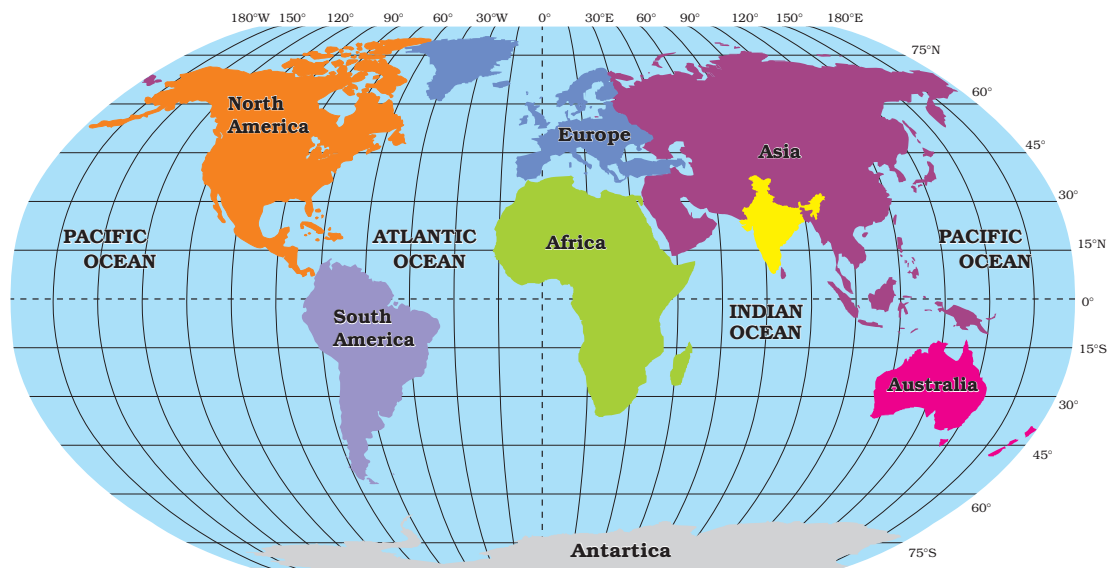 180°W 150° 120° 90° 60° 30°W 0° 30°E 60° 90° 120° 150° 180°E
75°N
60°
North
America
Europe
45°
Asia
30°
PACIFIC
OCEAN
ATLANTIC
OCEAN
Africa
PACIFIC
OCEAN
15°N
0°
INDIAN
OCEAN
South
America
15°S
Australia
30°
45°
60°
Antartica
75°S